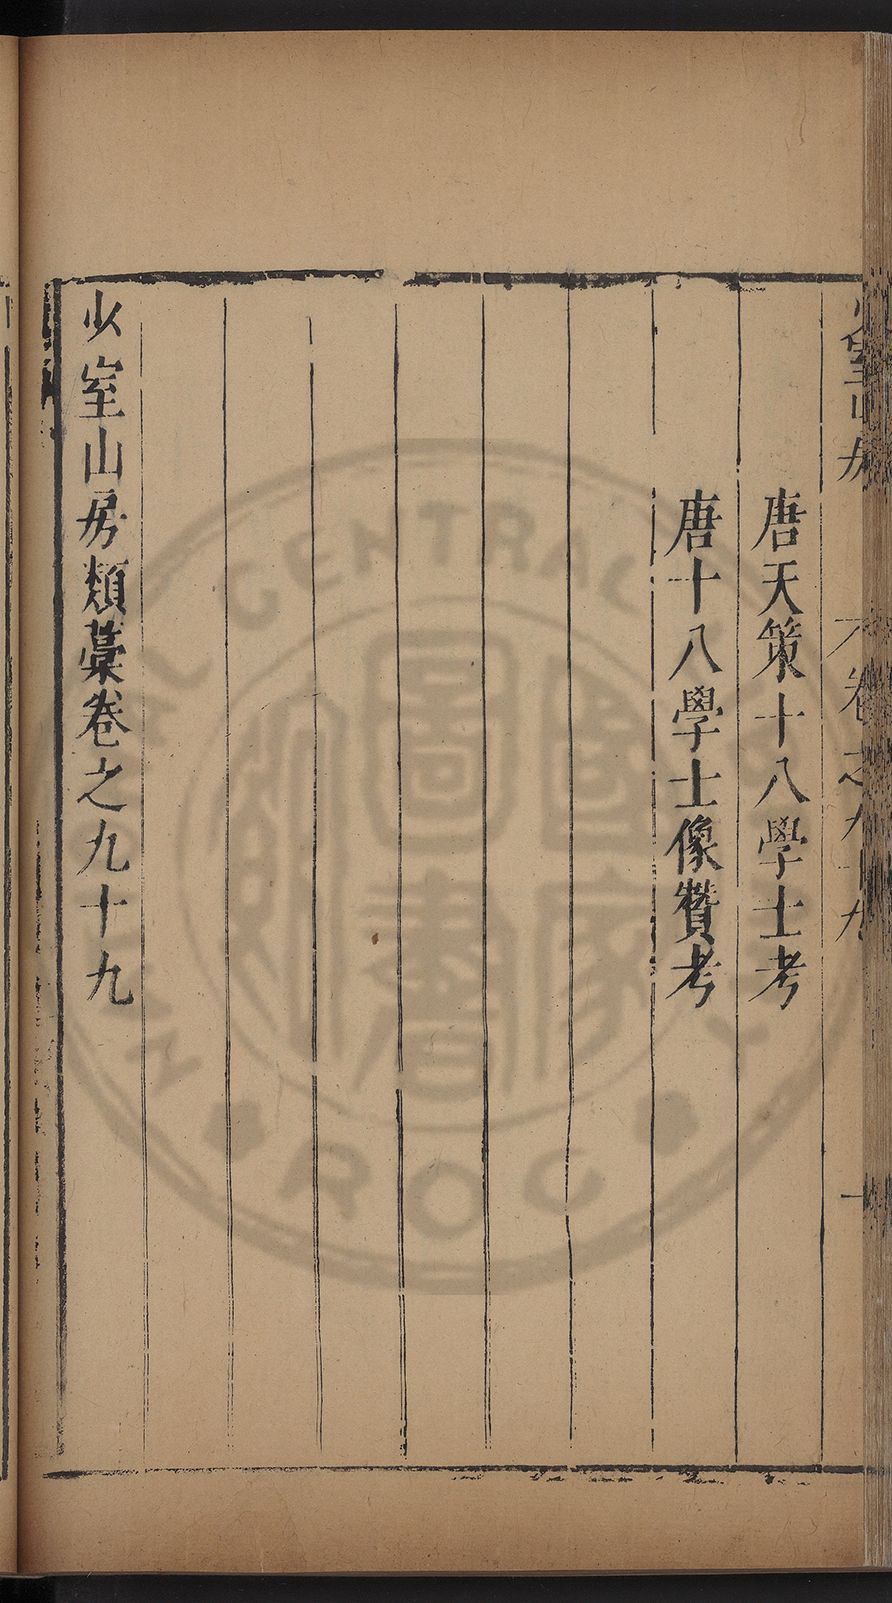 唐天策十八學士考
唐十八學士像贊考
少室山房類藁卷之九十九